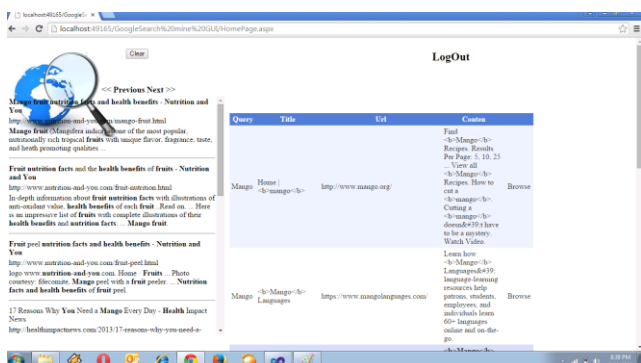 localhost:49165/GoogleS
localhost:49165/GoogleSearch%20mine%20GUI/HomePage.aspx
Clear
LogOut
<< Previous Next >>
Mango fruit nutrition facts and health benefits - Nutrition and
You
http://www.nutrition-and-you.com/mango-fruit.html
Mango fruit (Mangifera indica) one of the most popular,
nutritionally rich tropical fruits with unique flavor, fragrance, taste,
and heath promoting qualities ...
Fruit nutrition facts and the health benefits of fruits - Nutrition
and You
http://www.nutrition-and-you.com/fruit-nutrition.html
In-depth information about fruit nutrition facts with illustrations of
anti-oxidant value, health benefits of each fruit ..Read on. ... Here
is an impressive list of fruits with complete illustrations of their
health benefits and nutrition facts: ... Mango fruit.
Fruit peel nutrition facts and health benefits - Nutrition and
You
http://www.nutrition-and-you.com/fruit-peel.html
logo www.nutrition-and-you.com. Home · Fruits ... Photo
courtesy: filecomite, Mango peel with a fruit peeler. ... Nutrition
facts and health benefits of fruit peel.
17 Reasons Why You Need a Mango Every Day - Health Impact
News
http://healthimpactnews.com/2013/17-reasons-why-you-need-a-
Query Title Url Conten
Mango Home |
<b>mango</b>
http://www.mango.org/
Find
<b>Mango</b>
Recipes. Results
Per Page: 5, 10, 25
... View all
<b>Mango</b>
Recipes. How to
cut a
<b>mango</b>.
Cutting a
<b>mango</b>
doesn&#39;t have
to be a mystery.
Watch Video.
Browse
Mango <b>Mango</b>
Languages
https://www.mangolanguages.com/
Learn how
<b>Mango</b>
Languages&#39;
language-learning
resources help
patrons, students,
employees, and
individuals learn
60+ languages
online and on-the-
go.
Browse
<b>Mango</b>
8:38 PM